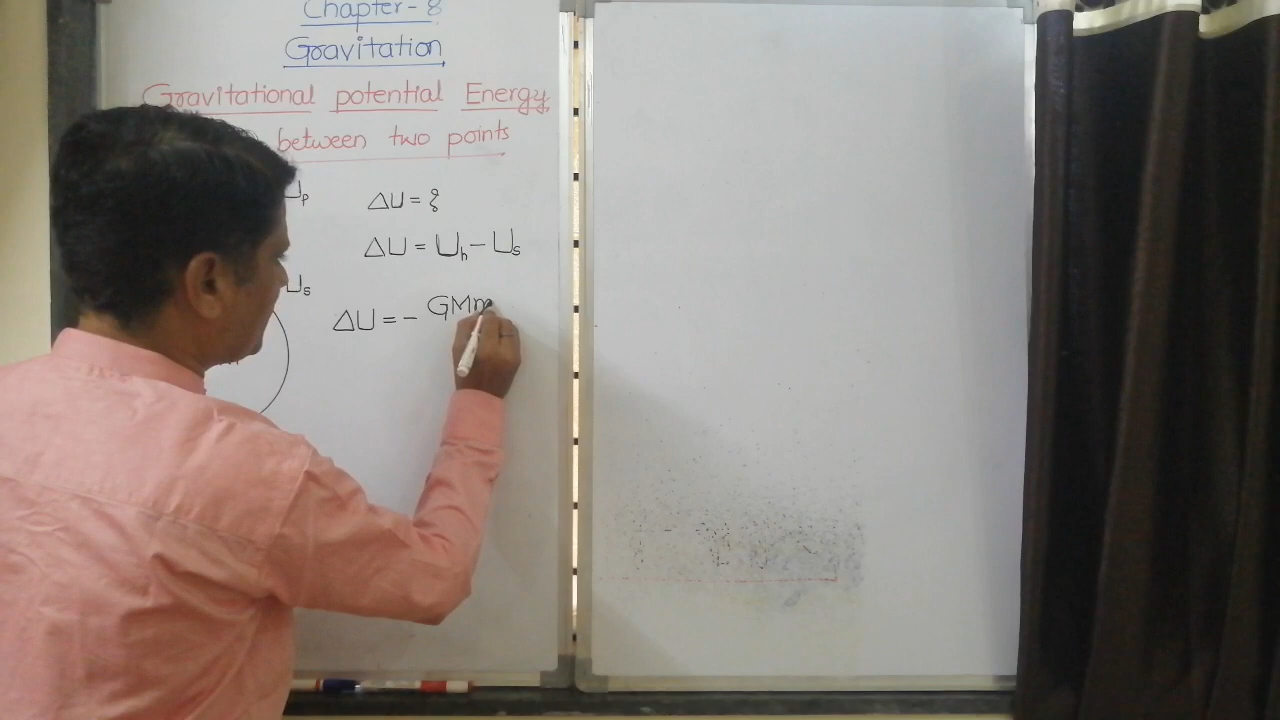 Chapter - 8
Gravitation
Gravitational potential Energy
between two points
Up
ΔU = ?
ΔU = Uh - Us
Us
ΔU = - GMm